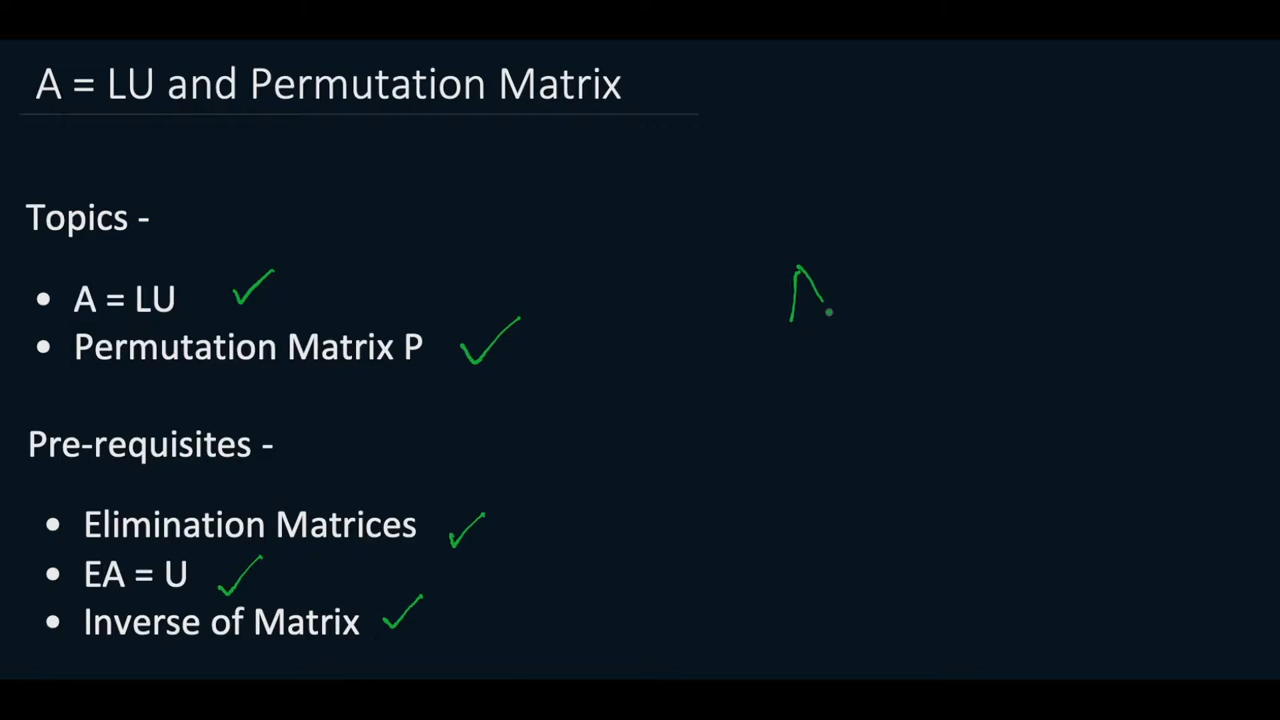 A = LU and Permutation Matrix
Topics -
• A = LU
• Permutation Matrix P
Pre-requisites -
• Elimination Matrices
• EA = U
• Inverse of Matrix